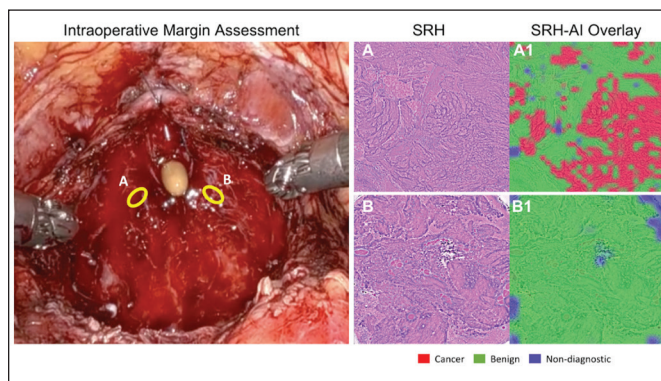 Intraoperative Margin Assessment
SRH
SRH-AI Overlay
A
B
A
A1
B
B1
Cancer
Benign
Non-diagnostic